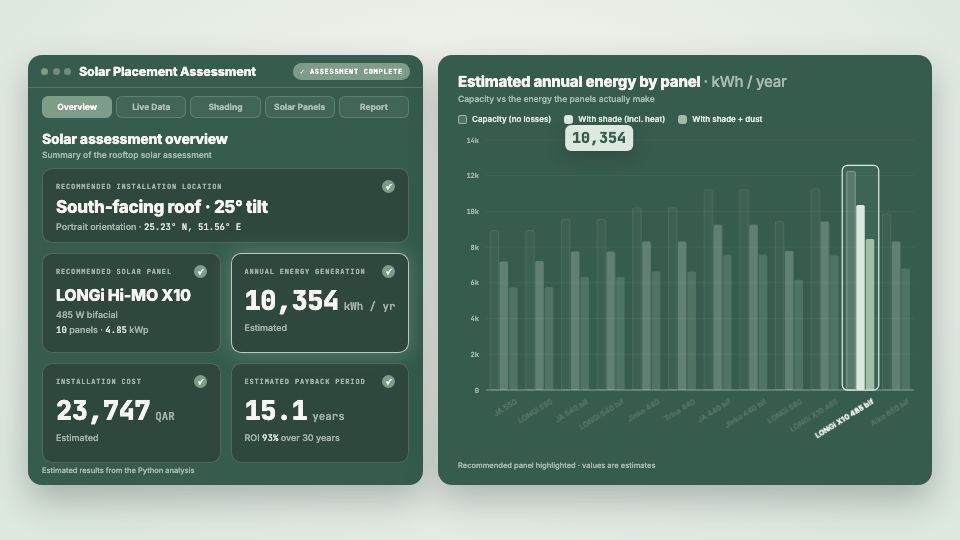 Solar Placement Assessment
✓ ASSESSMENT COMPLETE
Overview
Live Data
Shading
Solar Panels
Report
Solar assessment overview
Summary of the rooftop solar assessment
RECOMMENDED INSTALLATION LOCATION
South-facing roof · 25° tilt
Portrait orientation · 25.23° N, 51.56° E
RECOMMENDED SOLAR PANEL
LONGi Hi-MO X10
485 W bifacial
10 panels · 4.85 kWp
ANNUAL ENERGY GENERATION
10,354 kWh / yr
Estimated
INSTALLATION COST
23,747 QAR
Estimated
ESTIMATED PAYBACK PERIOD
15.1 years
ROI 93% over 30 years
Estimated results from the Python analysis
Estimated annual energy by panel · kWh / year
Capacity vs the energy the panels actually make
Capacity (no losses)
With shade (incl. heat)
With shade + dust
10,354
14k
12k
10k
8k
6k
4k
2k
0
JA 550
LONGi 550
JA 540 bif
LONGi 540 bif
Jinko 440
Trina 440
JA 440 bif
Jinko 440 bif
LONGi 580
LONGi X10 485
LONGi X10 485 bif
Recommended panel highlighted · values are estimates